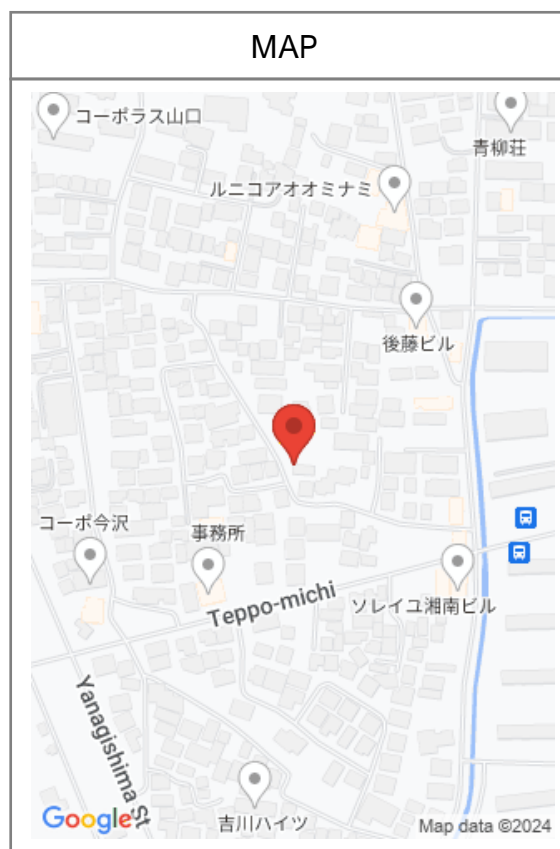 MAP
コーポラス山口
青柳荘
ルニコアオオミナミ
後藤ビル
コーポ今沢
事務所
Teppo-michi
ソレイユ湘南ビル
Yanagishima St
吉川ハイツ
Google
Map data ©2024